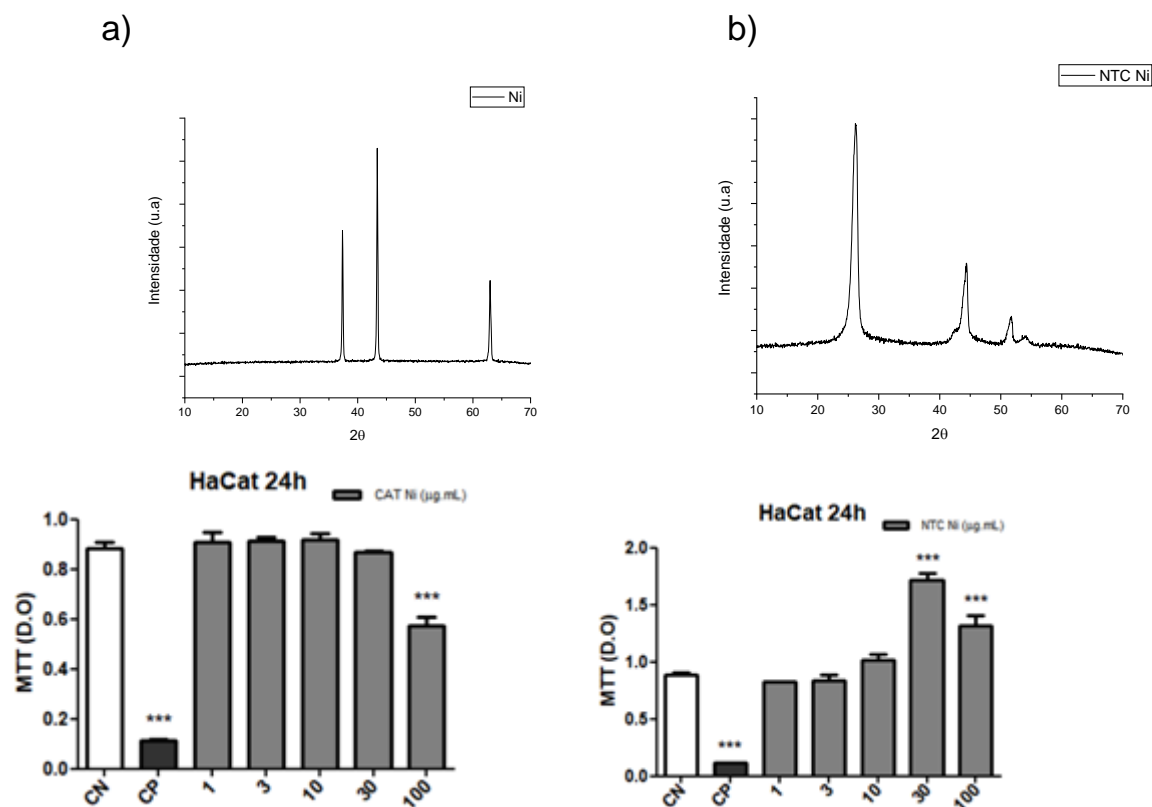 a)
b)
Ni
NTC Ni
Intensidade (u.a)
10 20 30 40 50 60 70
2θ
Intensidade (u.a)
10 20 30 40 50 60 70
2θ
HaCat 24h
CAT Ni (µg.mL)
MTT (D.O)
1.0
0.8
0.6
0.4
0.2
0.0
***
***
CN CP 1 3 10 30 100
HaCat 24h
NTC Ni (µg.mL)
MTT (D.O)
2.0
1.5
1.0
0.5
0.0
***
***
***
CN CP 1 3 10 30 100